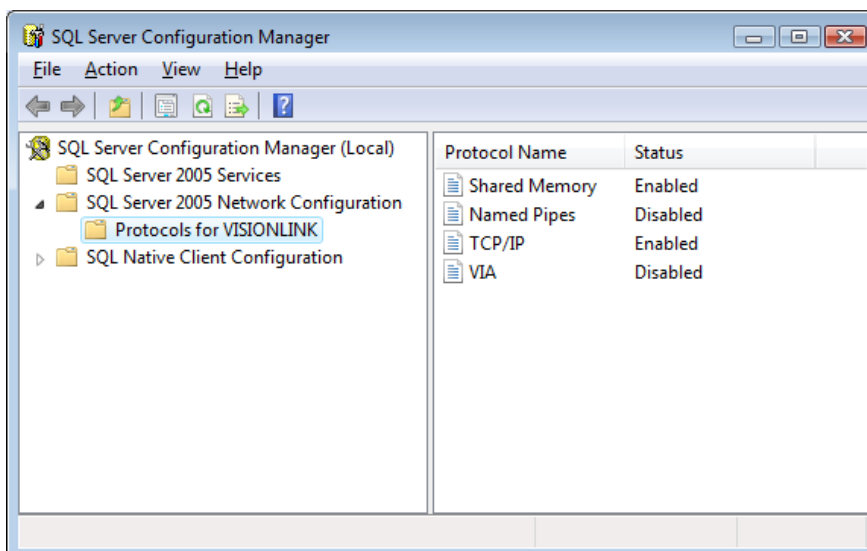 SQL Server Configuration Manager
File Action View Help
SQL Server Configuration Manager (Local)
SQL Server 2005 Services
SQL Server 2005 Network Configuration
Protocols for VISIONLINK
SQL Native Client Configuration
Protocol Name Status
Shared Memory Enabled
Named Pipes Disabled
TCP/IP Enabled
VIA Disabled